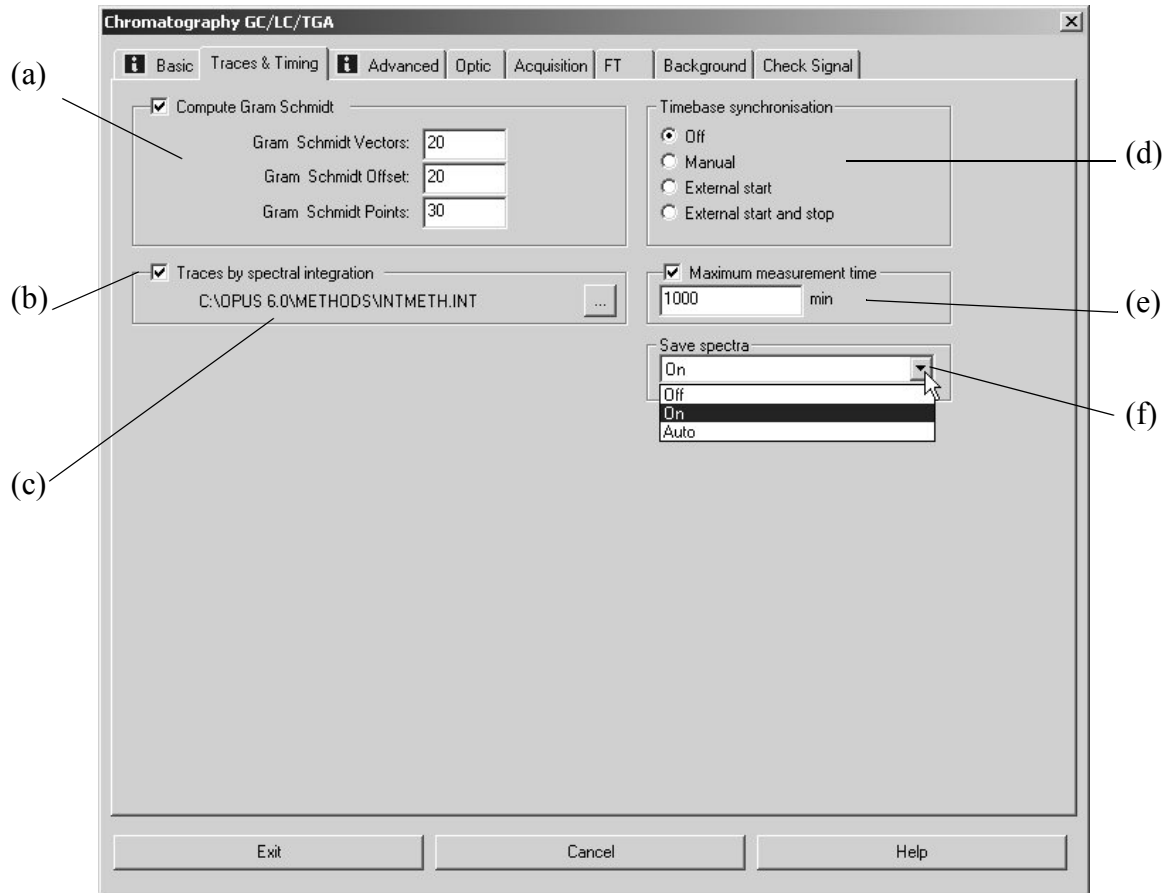 Chromatography GC/LC/TGA
i Basic Traces & Timing i Advanced Optic Acquisition FT Background Check Signal
(a)
Compute Gram Schmidt
Gram Schmidt Vectors: 20
Gram Schmidt Offset: 20
Gram Schmidt Points: 30
Timebase synchronisation
Off
Manual
External start
External start and stop
(d)
(b)
Traces by spectral integration
C:\OPUS 6.0\METHODS\INTMETH.INT ...
Maximum measurement time
1000 min
(e)
Save spectra
On
Off
On
Auto
(f)
(c)
Exit Cancel Help